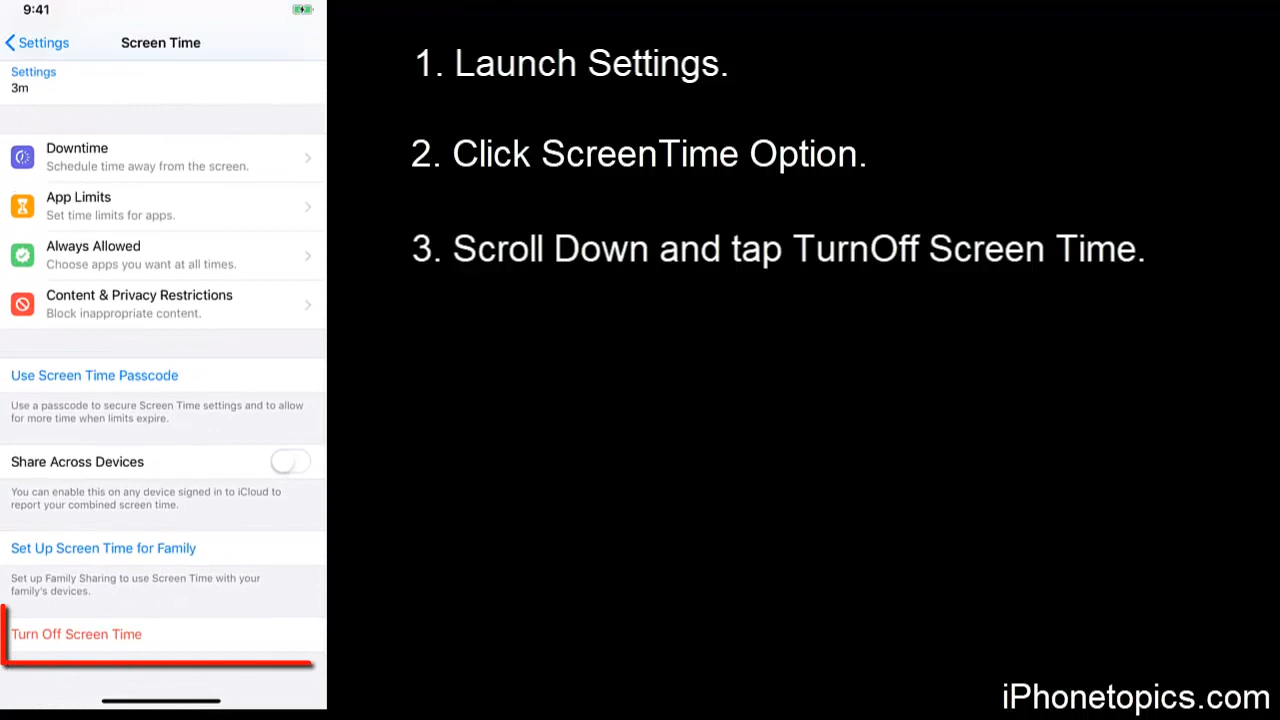 9:41
Settings
Screen Time
Settings
3m
Downtime
Schedule time away from the screen.
App Limits
Set time limits for apps.
Always Allowed
Choose apps you want at all times.
Content & Privacy Restrictions
Block inappropriate content.
Use Screen Time Passcode
Use a passcode to secure Screen Time settings and to allow
for more time when limits expire.
Share Across Devices
You can enable this on any device signed in to iCloud to
report your combined screen time.
Set Up Screen Time for Family
Set up Family Sharing to use Screen Time with your
family's devices.
Turn Off Screen Time
1. Launch Settings.
2. Click ScreenTime Option.
3. Scroll Down and tap TurnOff Screen Time.
iPhonetopics.com